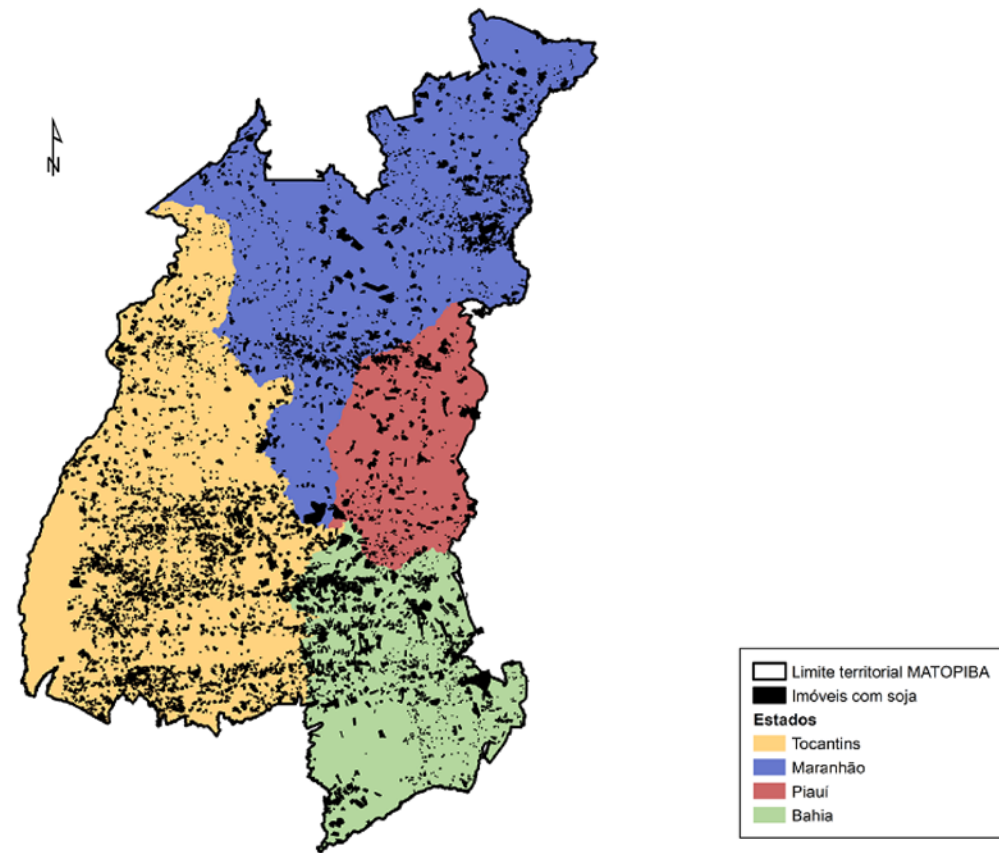 N
Limite territorial MATOPIBA
Imóveis com soja
Estados
Tocantins
Maranhão
Piauí
Bahia